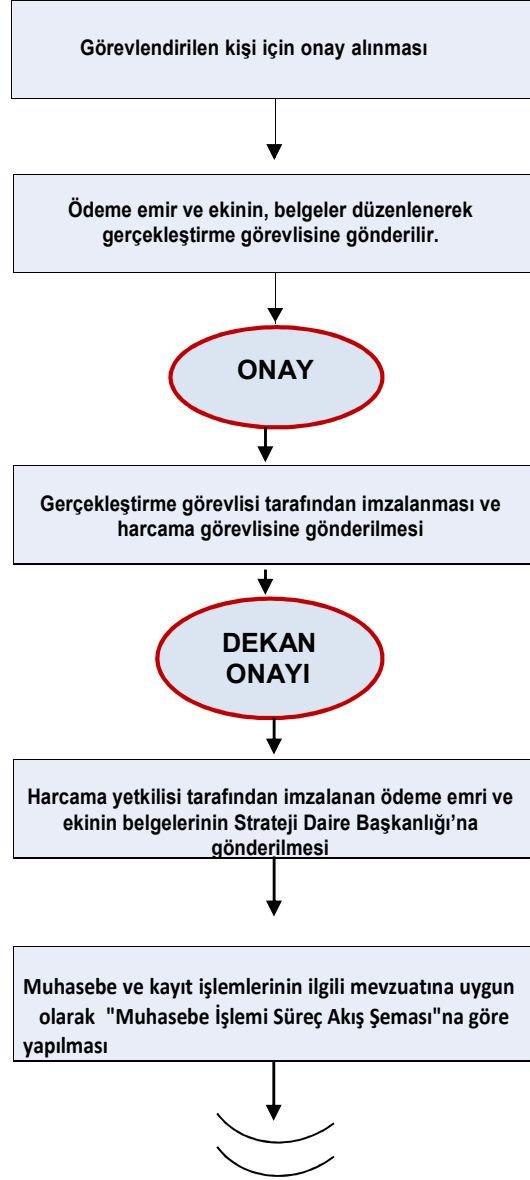 Görevlendirilen kişi için onay alınması
Ödeme emir ve ekinin, belgeler düzenlenerek
gerçekleştirme görevlisine gönderilir.
ONAY
Gerçekleştirme görevlisi tarafından imzalanması ve
harcama görevlisine gönderilmesi
DEKAN
ONAYI
Harcama yetkilisi tarafından imzalanan ödeme emri ve
ekinin belgelerinin Strateji Daire Başkanlığı’na
gönderilmesi
Muhasebe ve kayıt işlemlerinin ilgili mevzuatına uygun
olarak "Muhasebe İşlemi Süreç Akış Şeması"na göre
yapılması